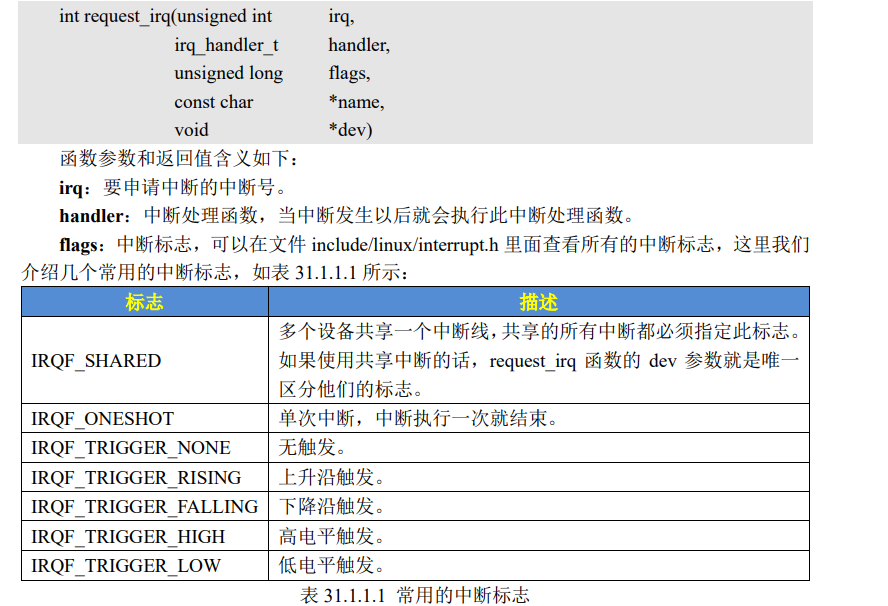 int request_irq(unsigned int irq,
irq_handler_t handler,
unsigned long flags,
const char *name,
void *dev)
函数参数和返回值含义如下：
irq：要申请中断的中断号。
handler：中断处理函数，当中断发生以后就会执行此中断处理函数。
flags：中断标志，可以在文件 include/linux/interrupt.h 里面查看所有的中断标志，这里我们
介绍几个常用的中断标志，如表 31.1.1.1 所示：
标志 描述
IRQF_SHARED 多个设备共享一个中断线，共享的所有中断都必须指定此标志。
如果使用共享中断的话，request_irq 函数的 dev 参数就是唯一
区分他们的标志。
IRQF_ONESHOT 单次中断，中断执行一次就结束。
IRQF_TRIGGER_NONE 无触发。
IRQF_TRIGGER_RISING 上升沿触发。
IRQF_TRIGGER_FALLING 下降沿触发。
IRQF_TRIGGER_HIGH 高电平触发。
IRQF_TRIGGER_LOW 低电平触发。
表 31.1.1.1 常用的中断标志